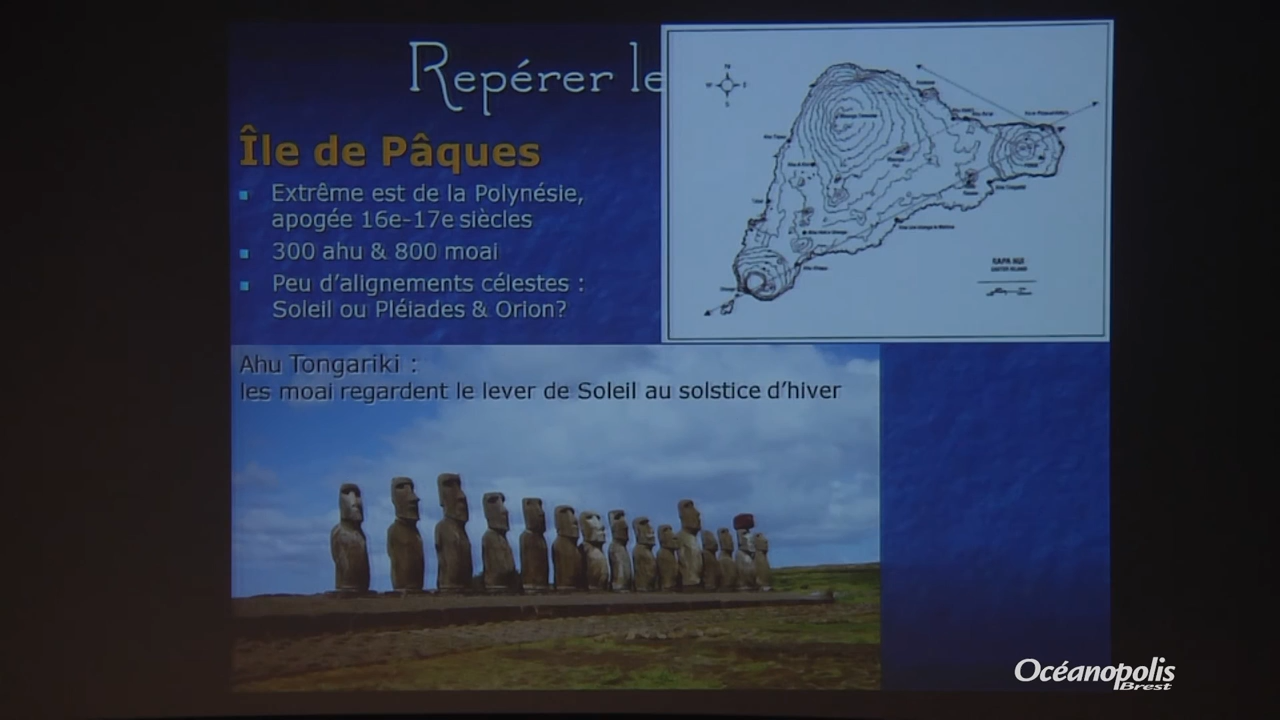 Repérer le
Île de Pâques
Extrême est de la Polynésie,
apogée 16e-17e siècles
300 ahu & 800 moai
Peu d'alignements célestes :
Soleil ou Pléiades & Orion?
RAPA NUI
EASTER ISLAND
Ahu Tongariki :
les moai regardent le lever de Soleil au solstice d'hiver
Océanopolis
Brest